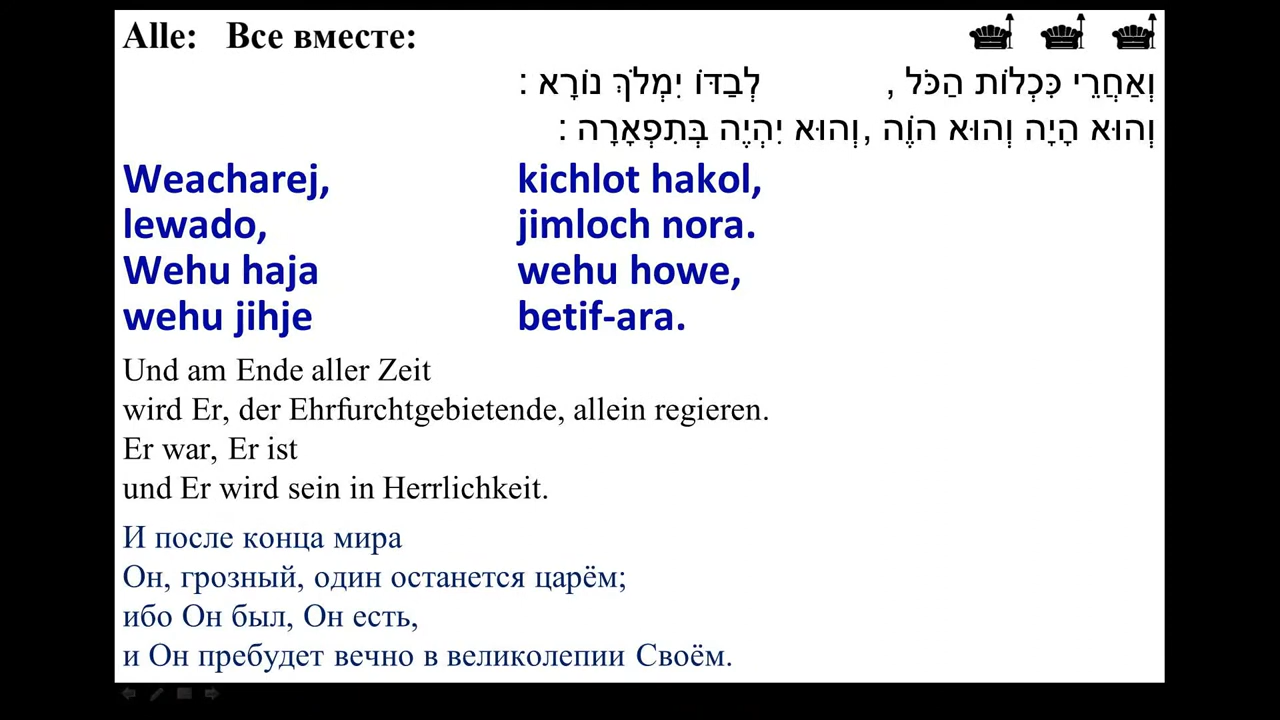 Alle: Все вместе:
וְאַחֲרֵי כִּכְלוֹת הַכֹּל , לְבַדּוֹ יִמְלֹךְ נוֹרָא :
וְהוּא הָיָה וְהוּא הוֹוֶה ,וְהוּא יִהְיֶה בְּתִפְאָרָה :
Weacharej, kichlot hakol,
lewado, jimloch nora.
Wehu haja wehu howe,
wehu jihje betif-ara.
Und am Ende aller Zeit
wird Er, der Ehrfurchtgebietende, allein regieren.
Er war, Er ist
und Er wird sein in Herrlichkeit.
И после конца мира
Он, грозный, один останется царём;
ибо Он был, Он есть,
и Он пребудет вечно в великолепии Своём.